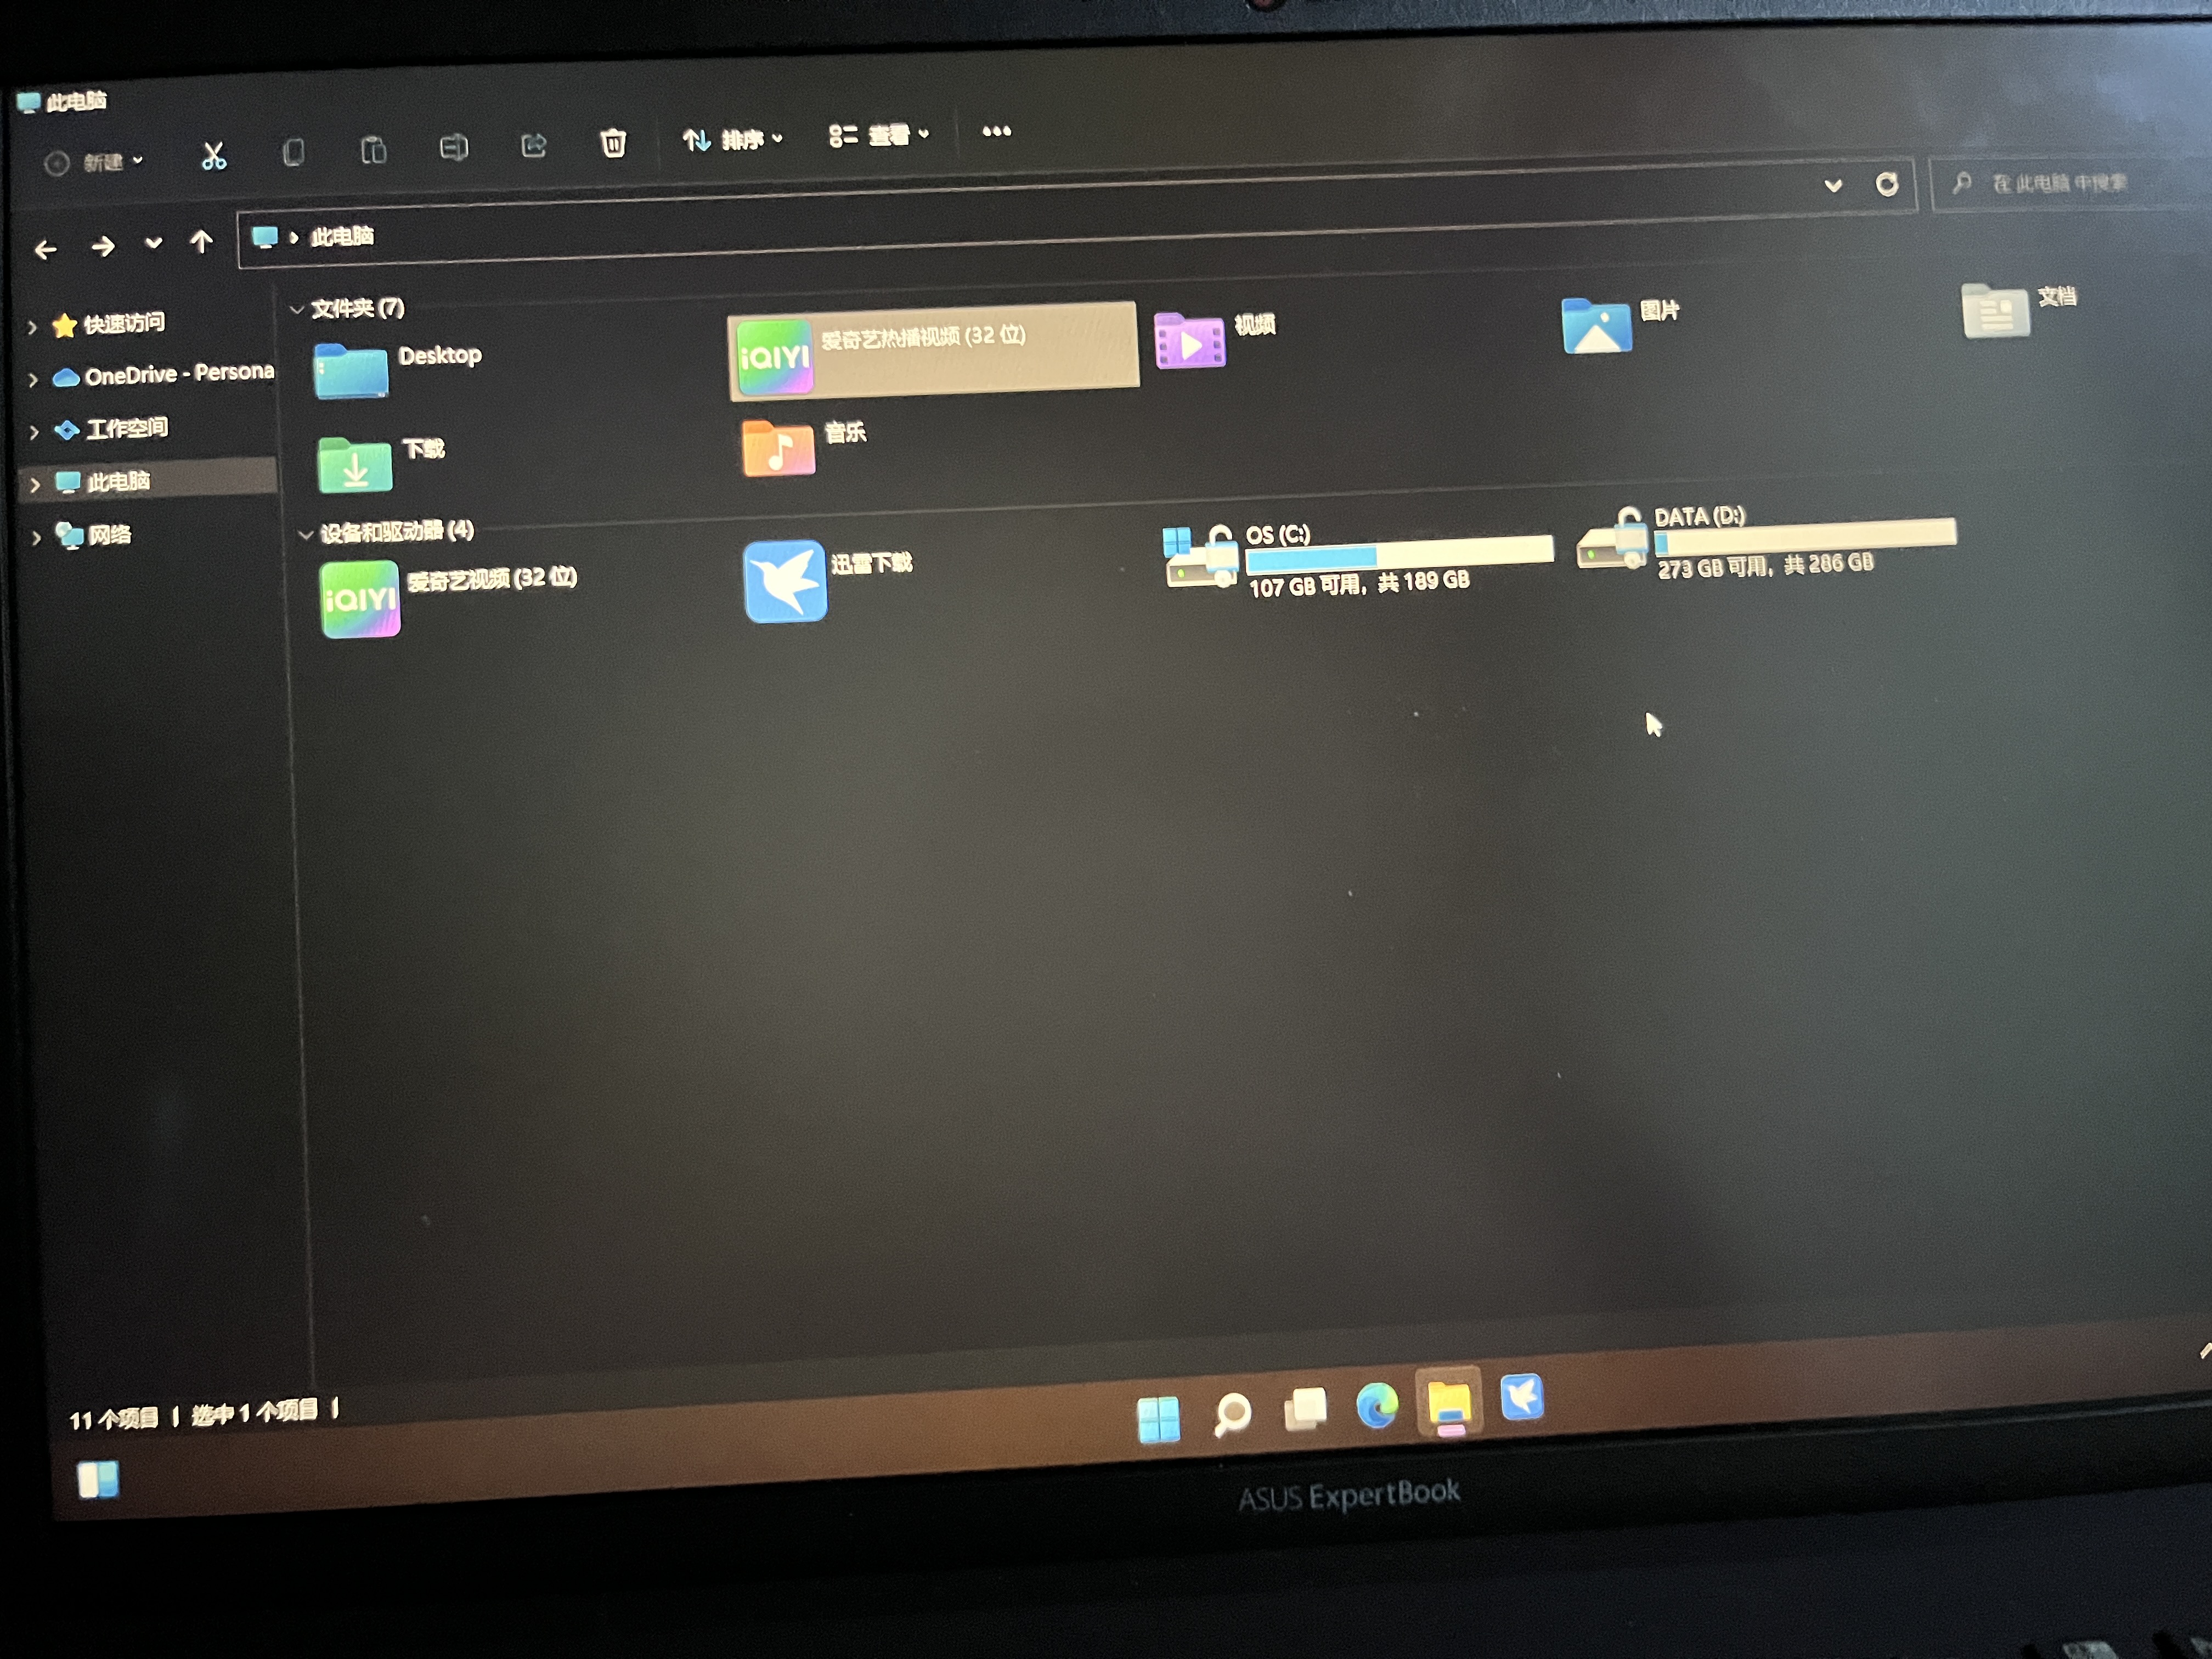 此电脑
新建
排序
查看
此电脑
在 此电脑 中搜索
快速访问
OneDrive - Persona
工作空间
此电脑
网络
文件夹 (7)
Desktop
iQIYI
爱奇艺热播视频 (32 位)
视频
图片
文档
下载
音乐
设备和驱动器 (4)
iQIYI
爱奇艺视频 (32 位)
迅雷下载
OS (C:)
107 GB 可用，共 189 GB
DATA (D:)
273 GB 可用，共 286 GB
11 个项目
选中 1 个项目
ASUS ExpertBook